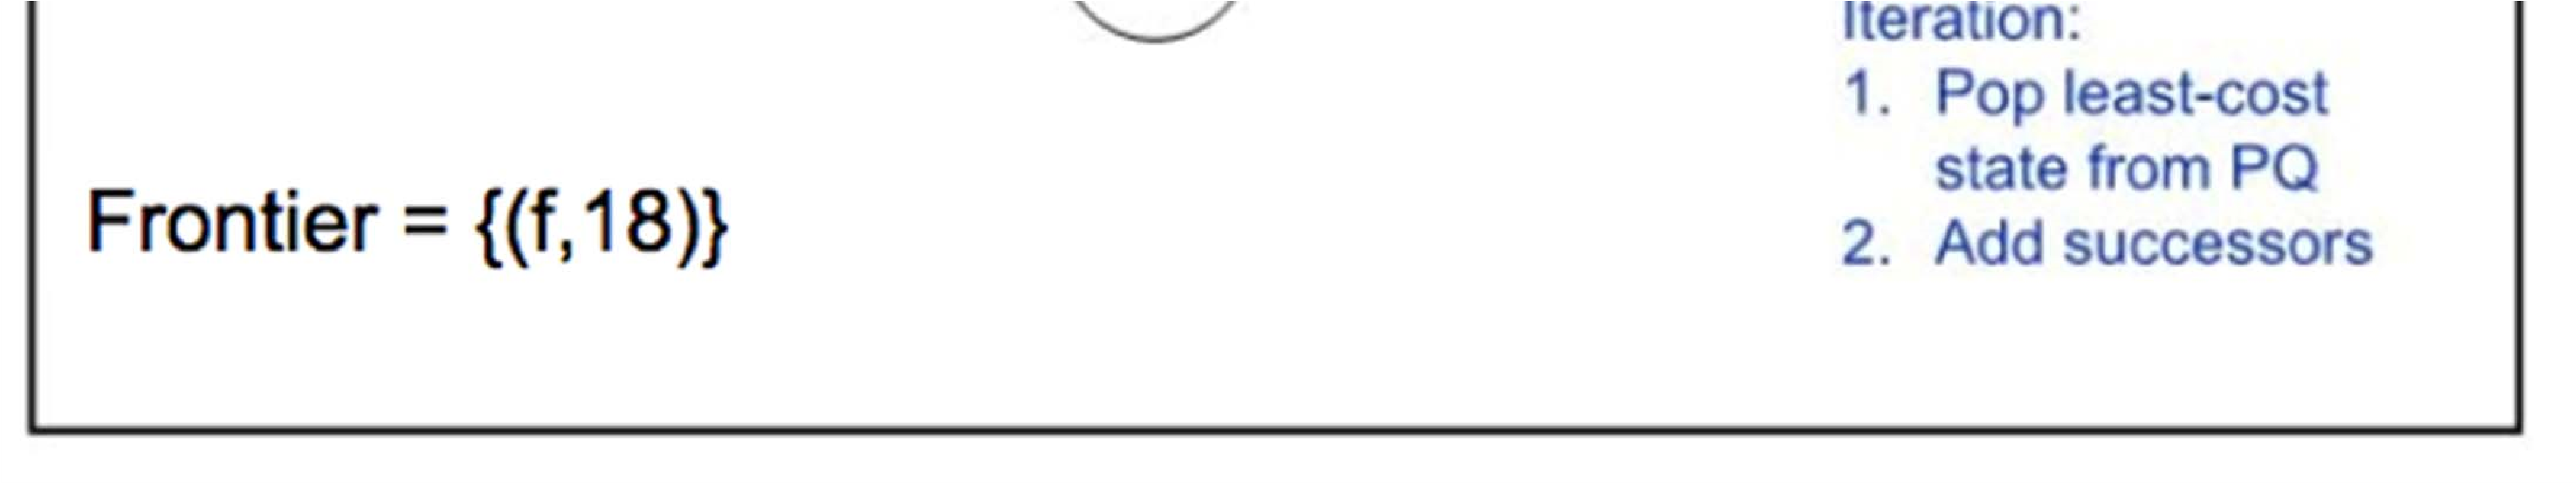 Iteration:
1. Pop least-cost
state from PQ
Frontier = {(f,18)}
2. Add successors